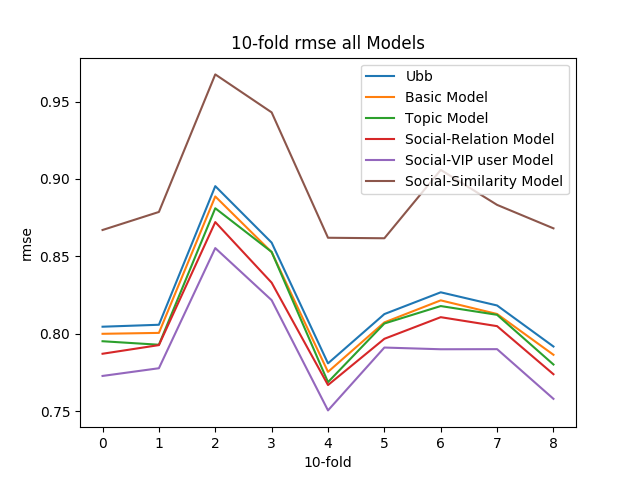 10-fold rmse all Models
Ubb
Basic Model
Topic Model
Social-Relation Model
Social-VIP user Model
Social-Similarity Model
0.95
0.90
0.85
0.80
0.75
rmse
0 1 2 3 4 5 6 7 8
10-fold